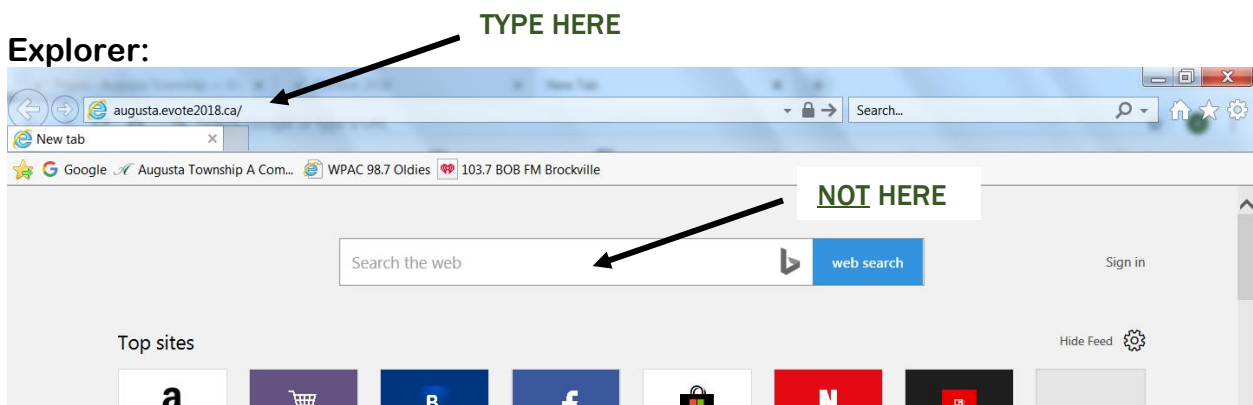 TYPE HERE
Explorer:
augusta.evote2018.ca/
Search...
New tab
Google Augusta Township A Com... WPAC 98.7 Oldies 103.7 BOB FM Brockville
NOT HERE
Search the web
web search
Sign in
Top sites
Hide Feed
a
B
f
N